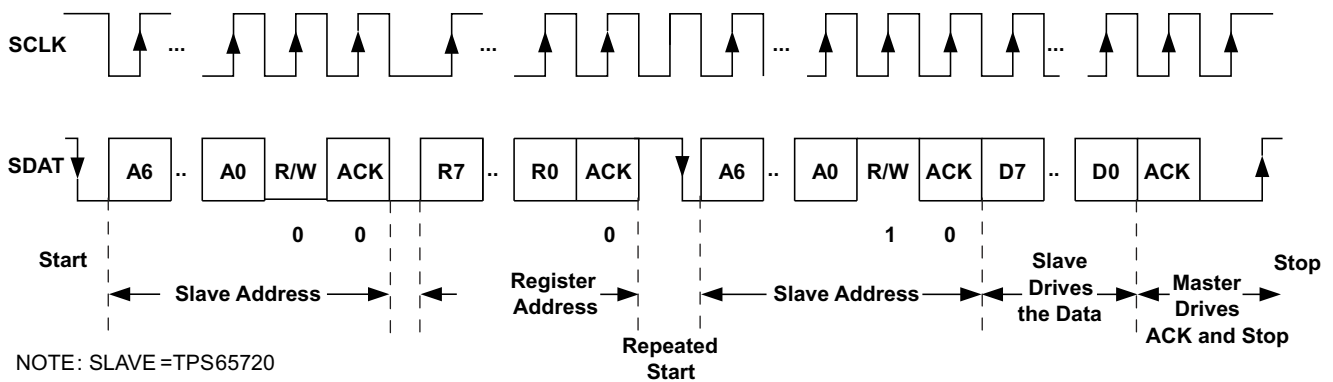 SCLK ... ... ... ...
SDAT A6 .. A0 R/W ACK R7 .. R0 ACK A6 .. A0 R/W ACK D7 .. D0 ACK
0 0 0 1 0
Start Slave Address Register Address Repeated Start Slave Address Slave Drives the Data Master Drives ACK and Stop Stop
NOTE: SLAVE=TPS65720